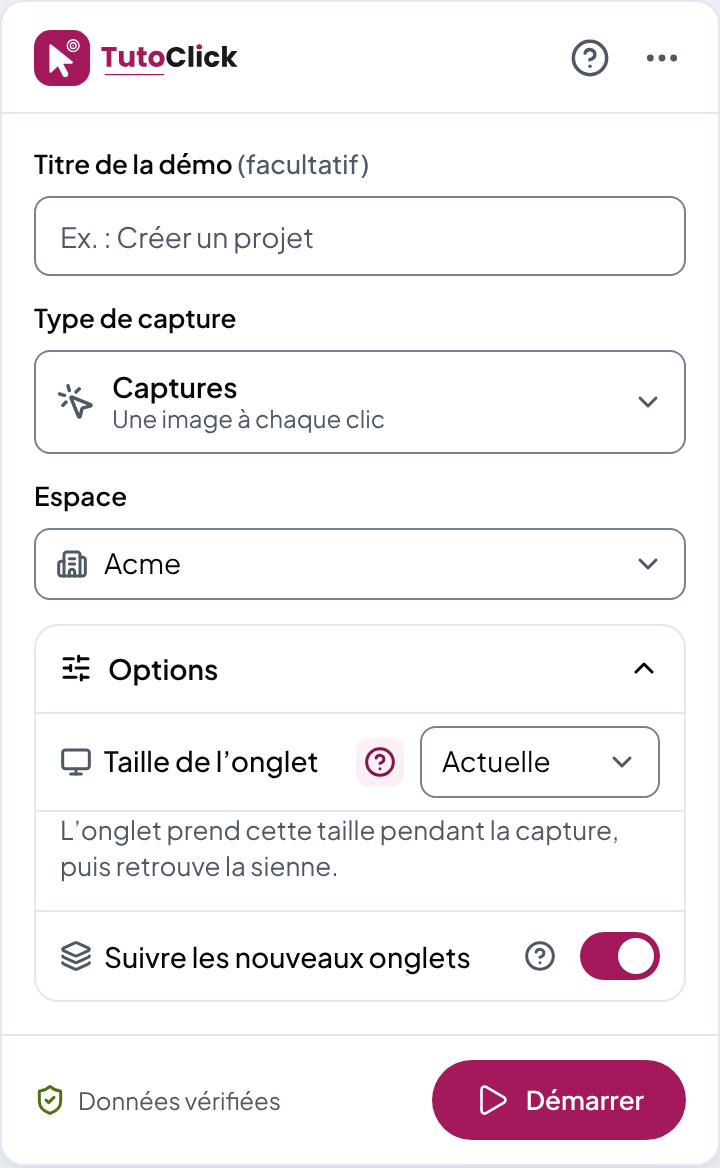 TutoClick
Titre de la démo (facultatif)
Ex. : Créer un projet
Type de capture
Captures
Une image à chaque clic
Espace
Acme
Options
Taille de l’onglet
Actuelle
L’onglet prend cette taille pendant la capture,
puis retrouve la sienne.
Suivre les nouveaux onglets
Données vérifiées
Démarrer